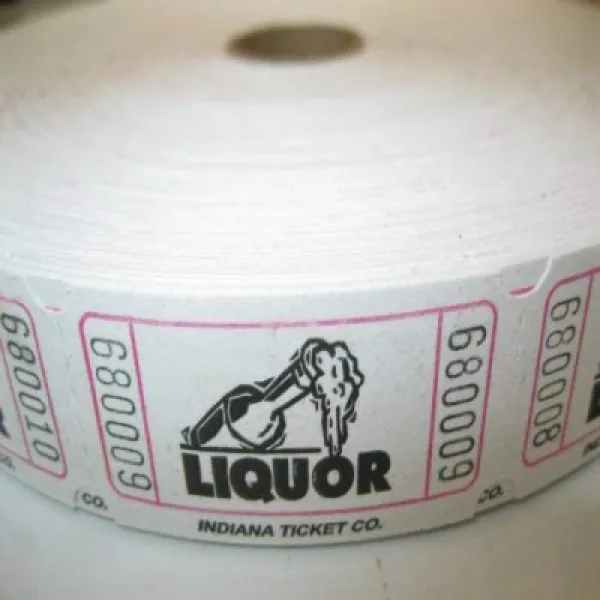 680010
CO.
680009
LIQUOR
680009
INDIANA TICKET CO.
CO.
680008